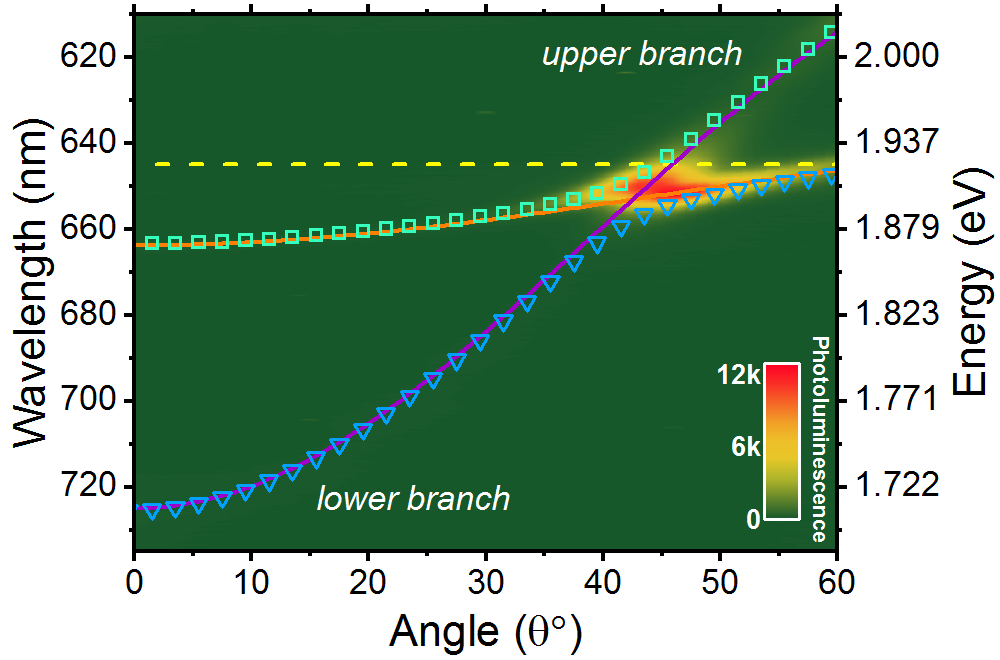 upper branch
620
640
660
680
700
720
Wavelength (nm)
2.000
1.937
1.879
1.823
1.771
1.722
Energy (eV)
lower branch
12k
6k
0
Photoluminescence
0
10
20
30
40
50
60
Angle (θ°)